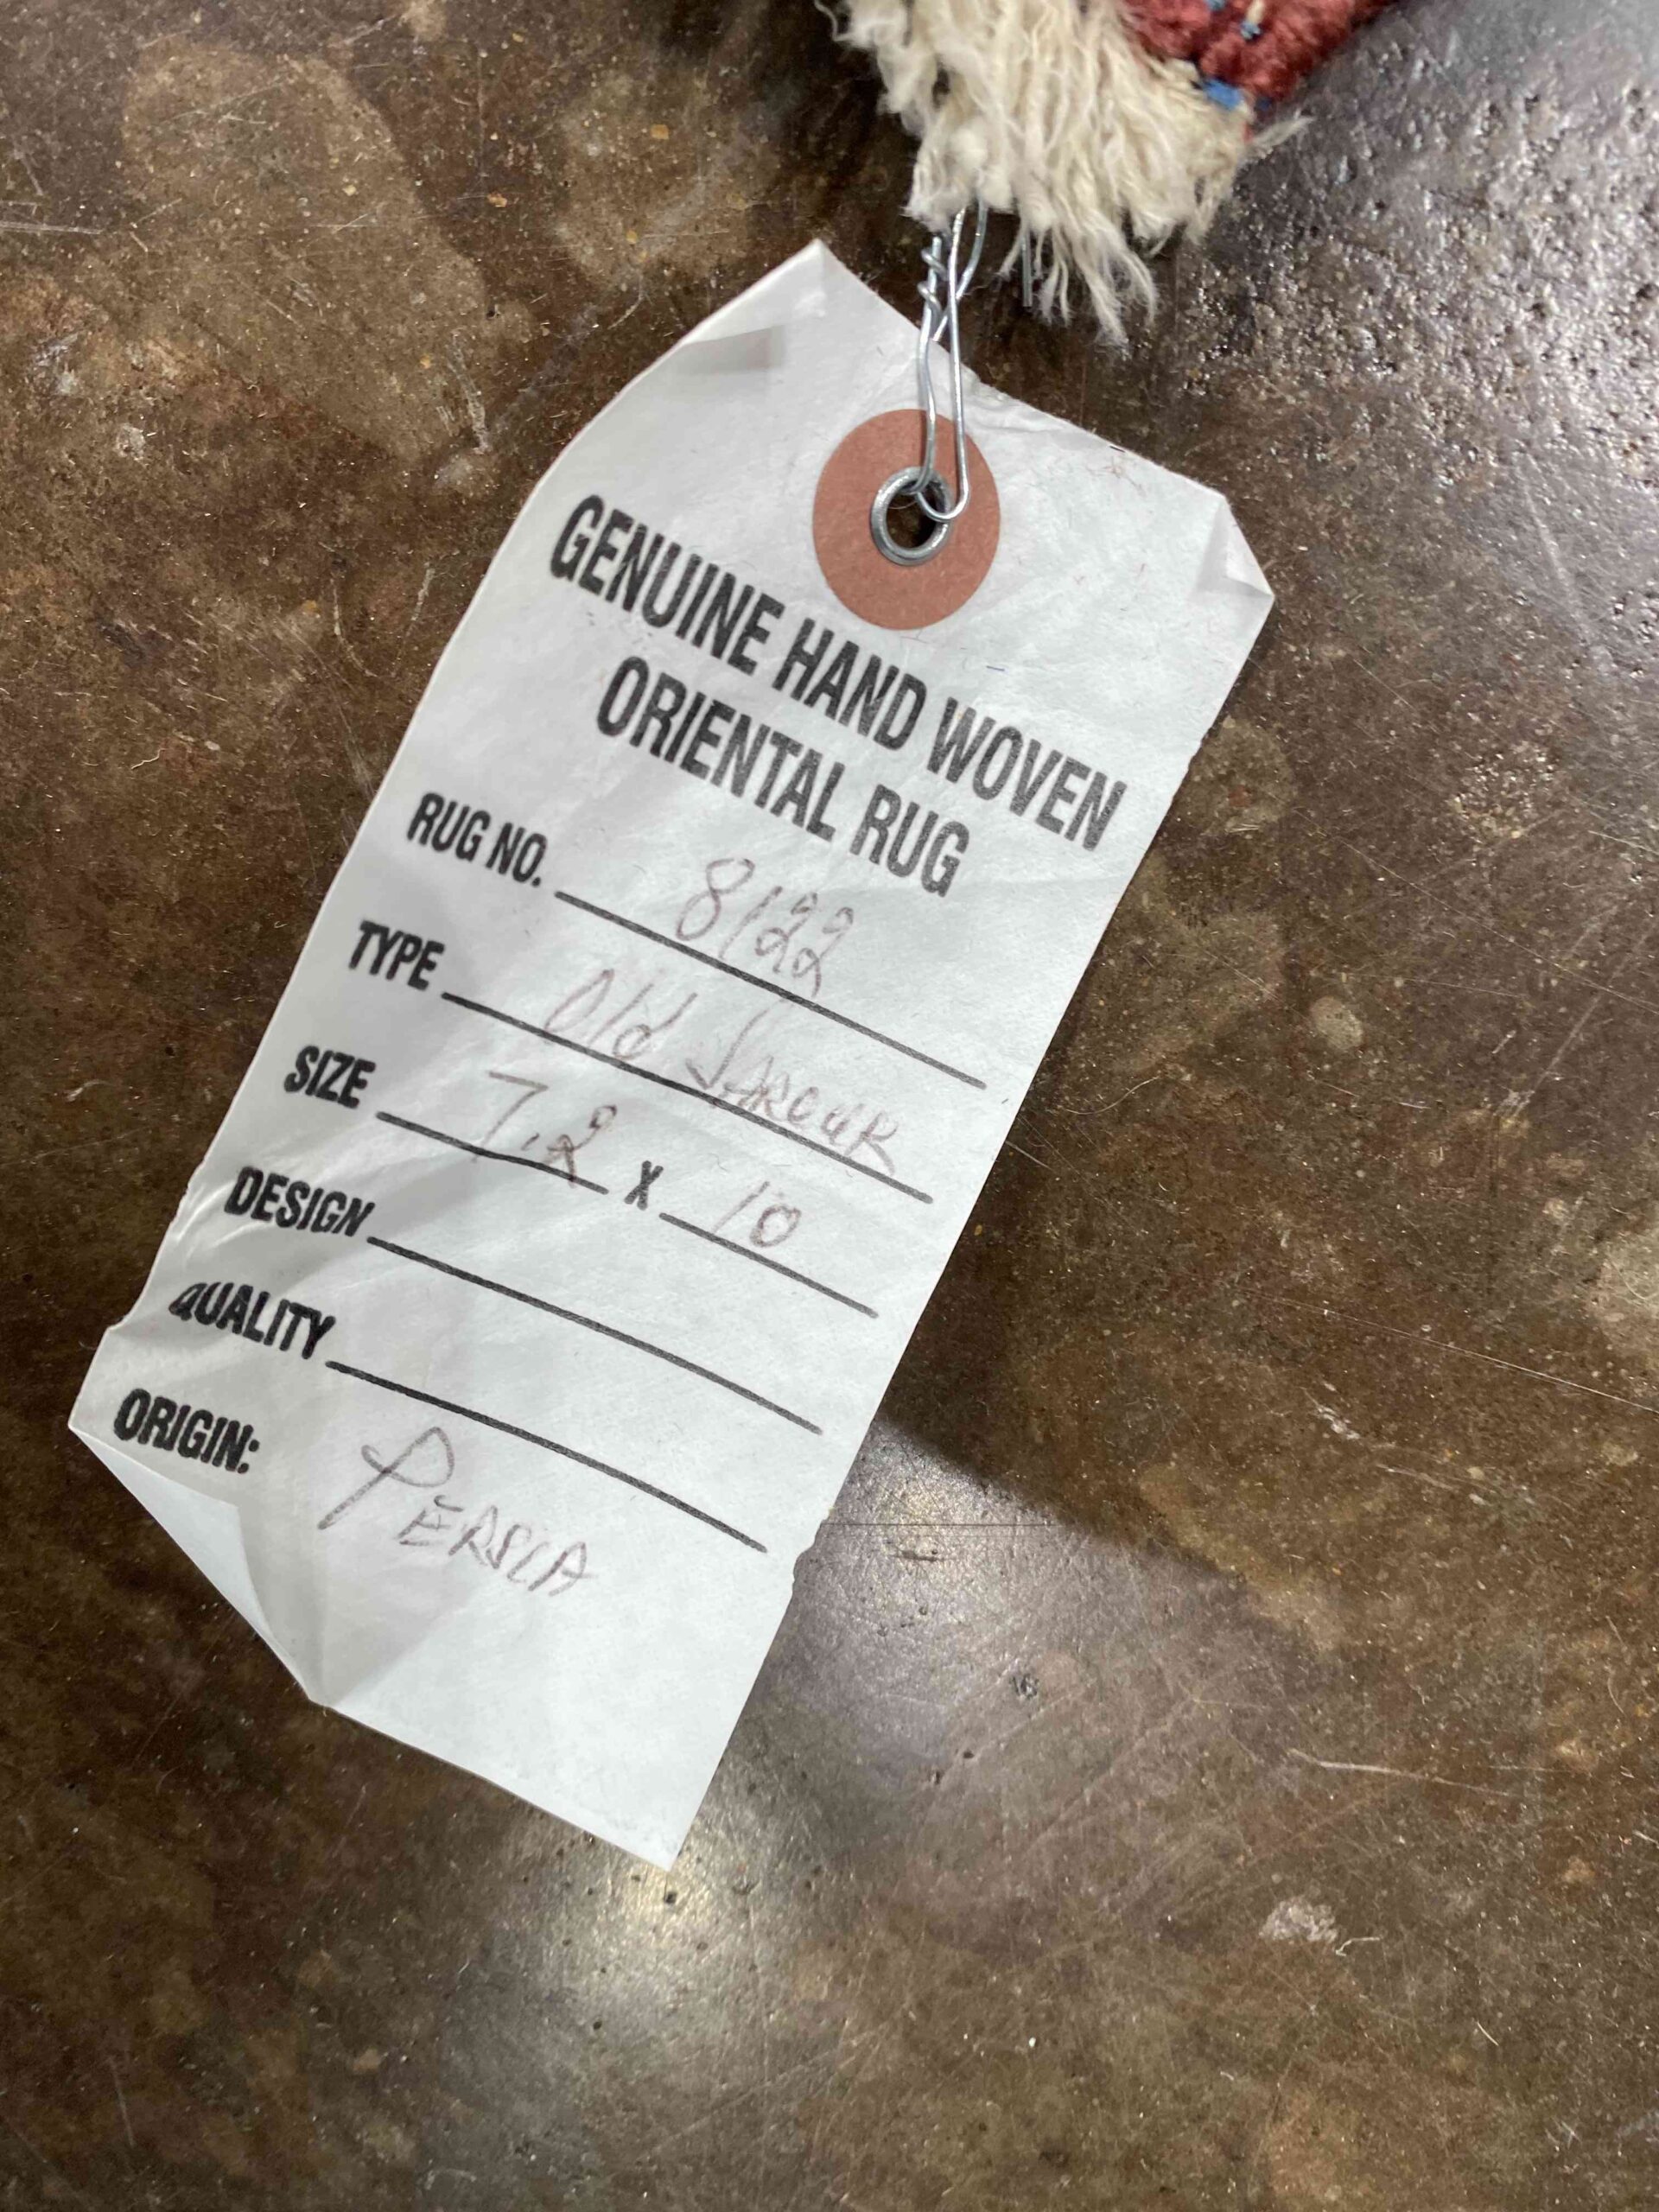 GENUINE HAND WOVEN
ORIENTAL RUG
RUG NO. 8122
TYPE Old SAROUK
SIZE 7.2 X 10
DESIGN
QUALITY
ORIGIN: PERSIA